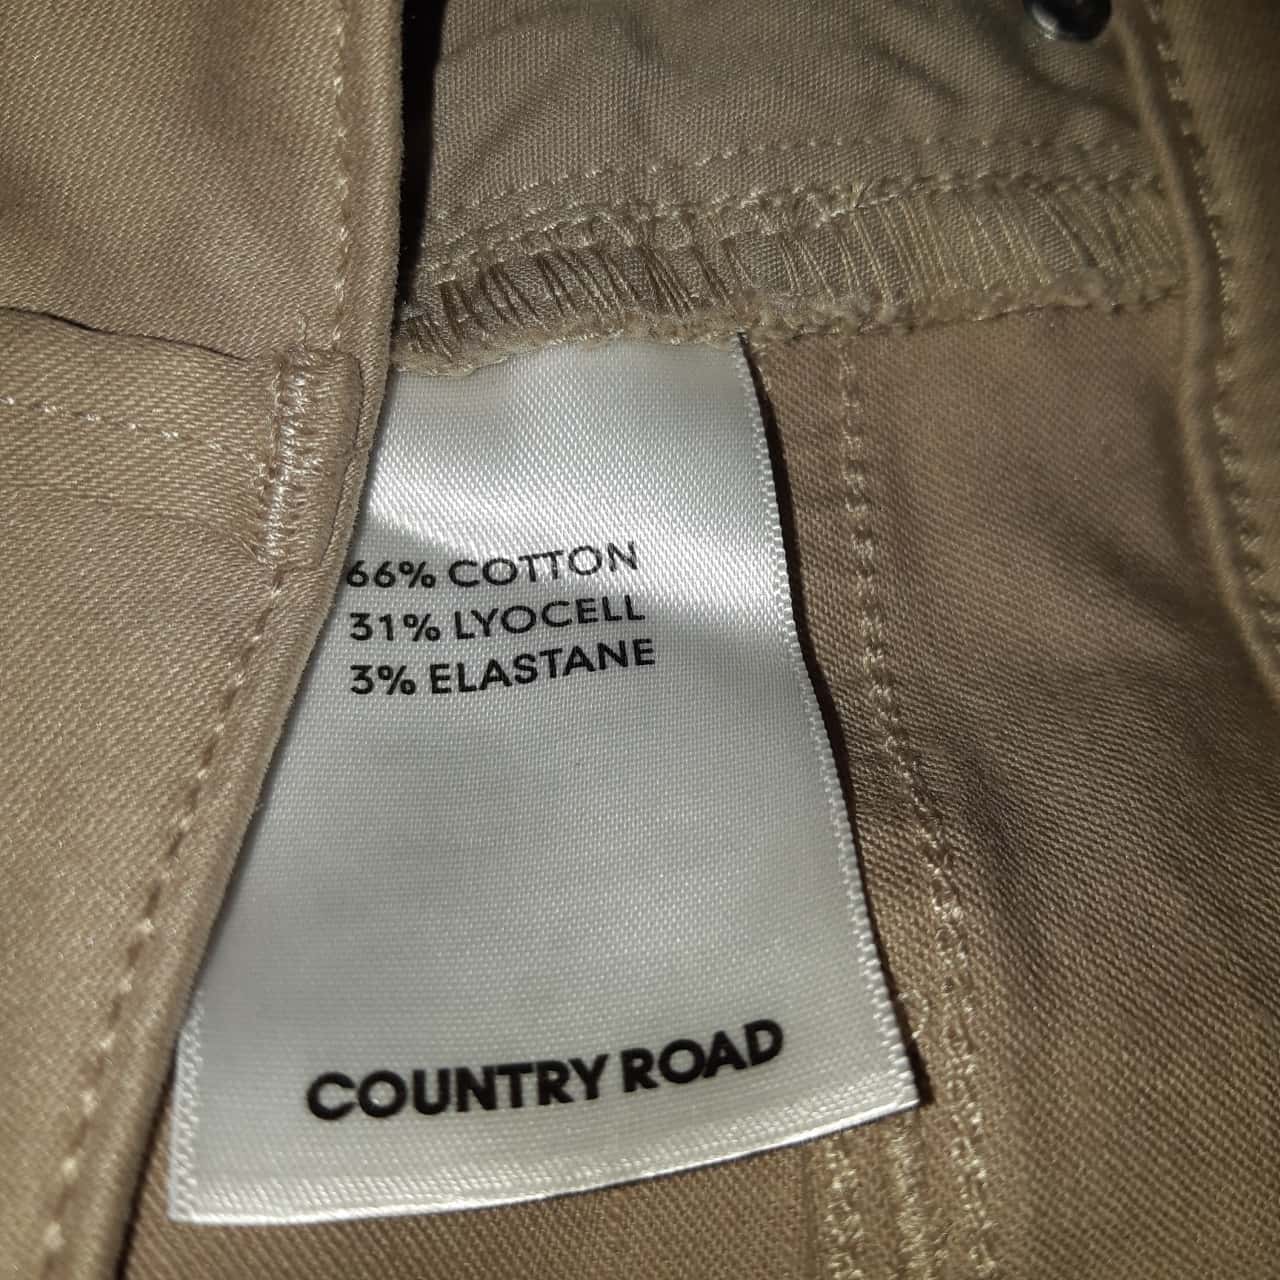 66% COTTON
31% LYOCELL
3% ELASTANE
COUNTRY ROAD